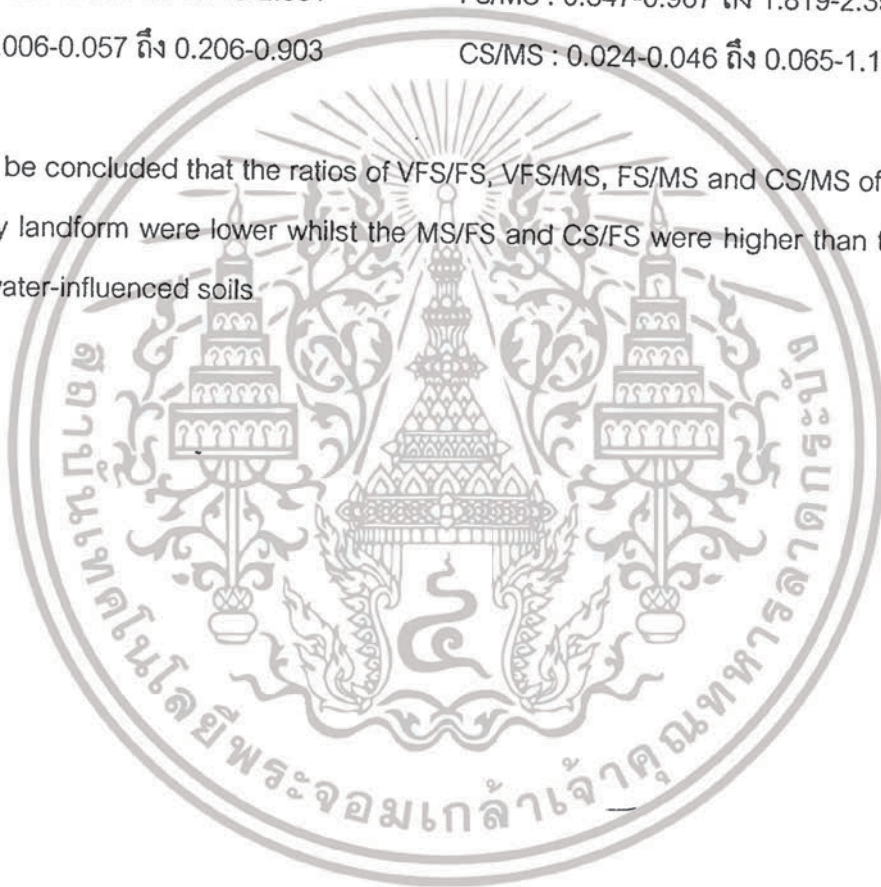 FS/MS : 0.647-0.967 ถึง 1.819-2.3
.006-0.057 ถึง 0.206-0.903
CS/MS : 0.024-0.046 ถึง 0.065-1.1
be concluded that the ratios of VFS/FS, VFS/MS, FS/MS and CS/MS of
y landform were lower whilst the MS/FS and CS/FS were higher than
water-influenced soils
สถาบันเทคโนโลยีพระจอมเกล้าเจ้าคุณทหารลาดกระบัง